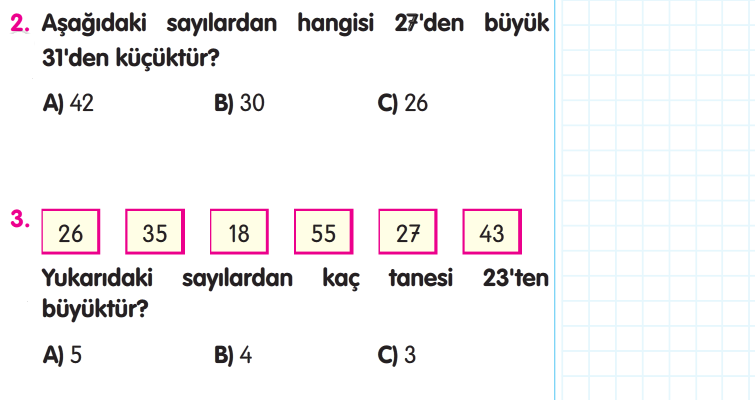 2. Aşağıdaki sayılardan hangisi 27'den büyük
31'den küçüktür?
A) 42 B) 30 C) 26
3. 26 35 18 55 27 43
Yukarıdaki sayılardan kaç tanesi 23'ten
büyüktür?
A) 5 B) 4 C) 3